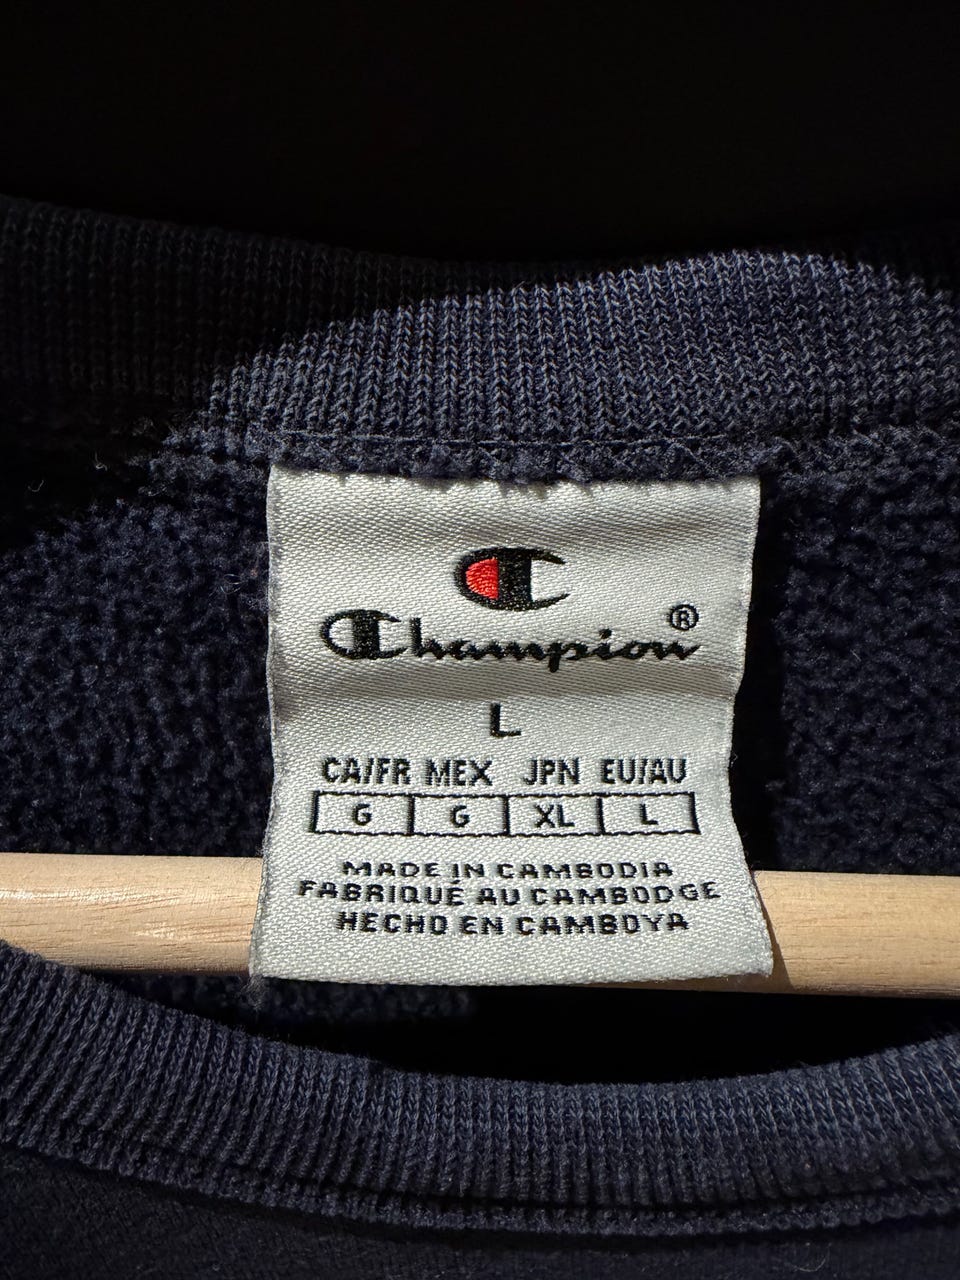 C
Champion®
L
CA/FR MEX JPN EU/AU
G G XL L
MADE IN CAMBODIA
FABRIQUÉ AU CAMBODGE
HECHO EN CAMBOYA